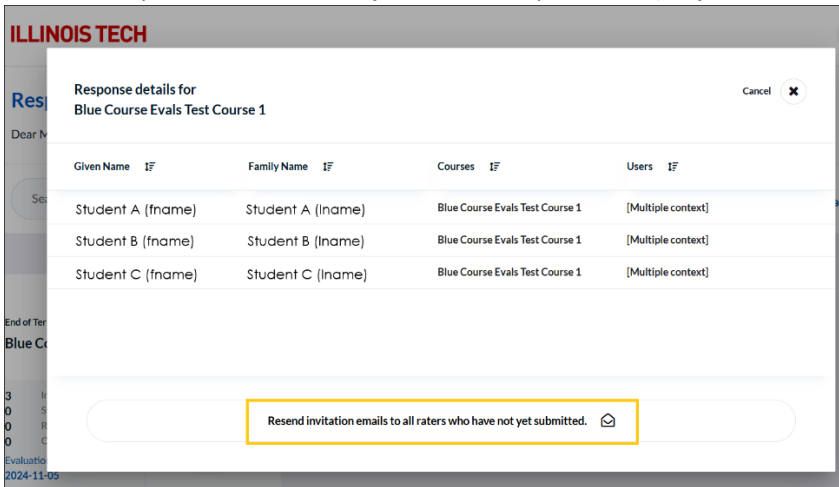 ILLINOIS TECH
Response details for
Cancel
Blue Course Evals Test Course 1
Dear M
Given Name Family Name Courses Users
Student A (fname) Student A (lname) Blue Course Evals Test Course 1 [Multiple context]
Student B (fname) Student B (lname) Blue Course Evals Test Course 1 [Multiple context]
Student C (fname) Student C (lname) Blue Course Evals Test Course 1 [Multiple context]
End of Ter
Blue Co
3
0
0
0
Resend invitation emails to all raters who have not yet submitted.
Evaluatio
2024-11-05